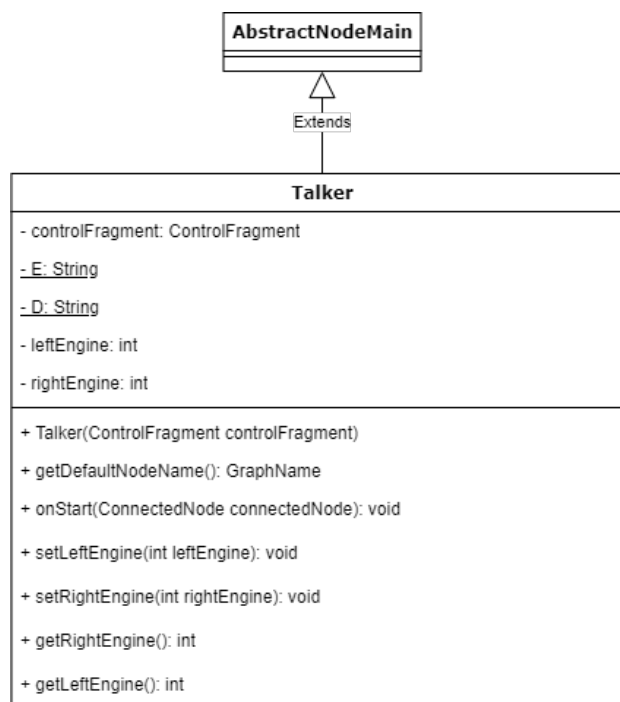 AbstractNodeMain
Extends
Talker
- controlFragment: ControlFragment
- E: String
- D: String
- leftEngine: int
- rightEngine: int
+ Talker(ControlFragment controlFragment)
+ getDefaultNodeName(): GraphName
+ onStart(ConnectedNode connectedNode): void
+ setLeftEngine(int leftEngine): void
+ setRightEngine(int rightEngine): void
+ getRightEngine(): int
+ getLeftEngine(): int